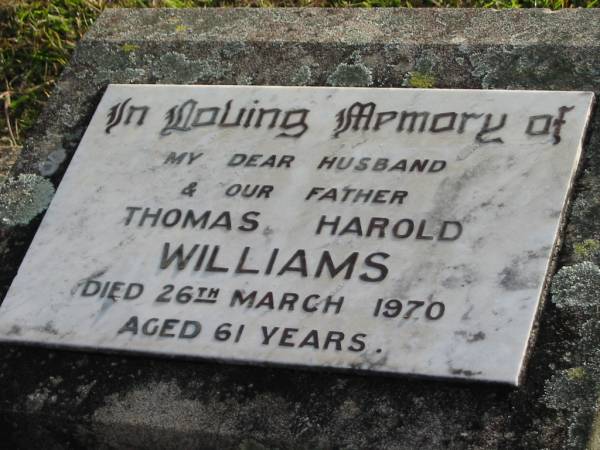 In Loving Memory of
MY DEAR HUSBAND
& OUR FATHER
THOMAS HAROLD
WILLIAMS
DIED 26TH MARCH 1970
AGED 61 YEARS.